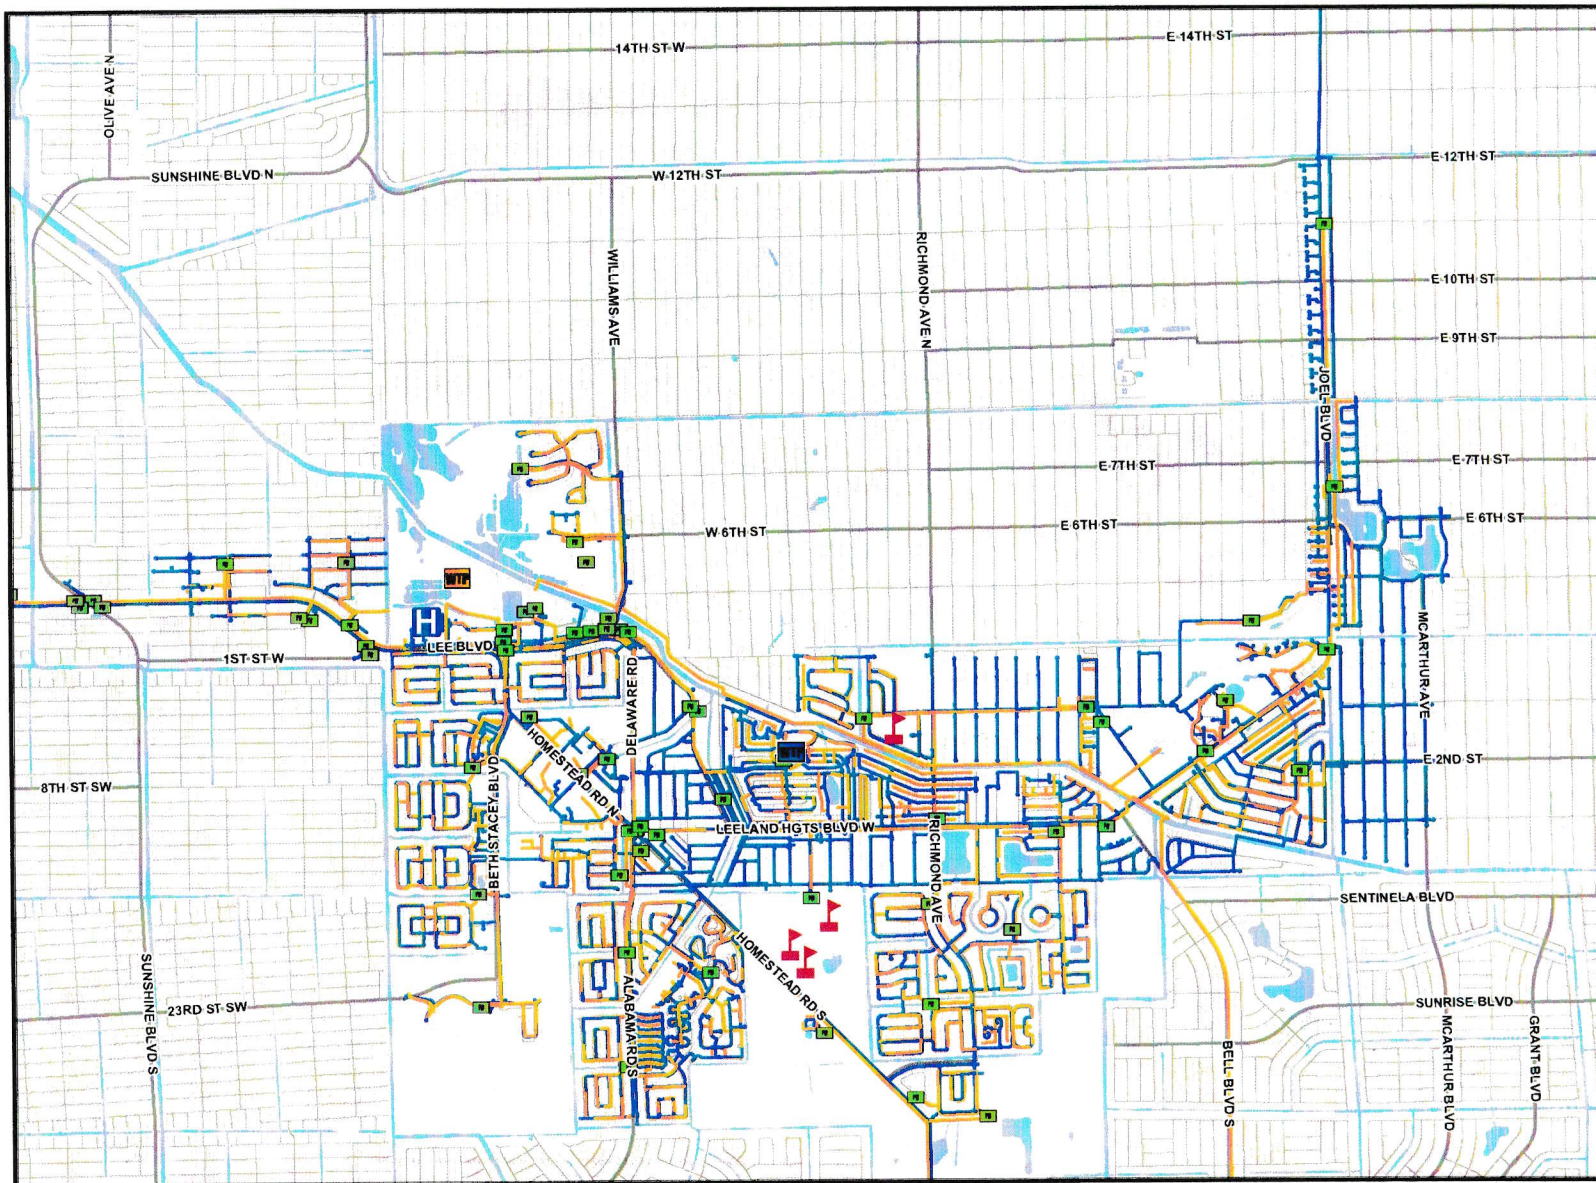 14TH ST W
E 14TH ST
OLIVE AVE N
E 12TH ST
SUNSHINE BLVD N
W 12TH ST
WILLIAMS AVE
RICHMOND AVE N
E 10TH ST
E 9TH ST
JOEL BLVD
E 7TH ST
E 7TH ST
W 6TH ST
E 6TH ST
E 6TH ST
WTP
H
LEE BLVD
1ST ST W
DELAWARE RD
MCARTHUR AVE
HOMESTEAD RD N
BETH STACEY BLVD
E 2ND ST
8TH ST SW
LEELAND HGTS BLVD W
RICHMOND AVE
SENTINELA BLVD
HOMESTEAD RD S
SUNSHINE BLVD S
23RD ST SW
ALABAMA RD S
SUNRISE BLVD
BELL BLVD S
MCARTHUR BLVD
GRANT BLVD